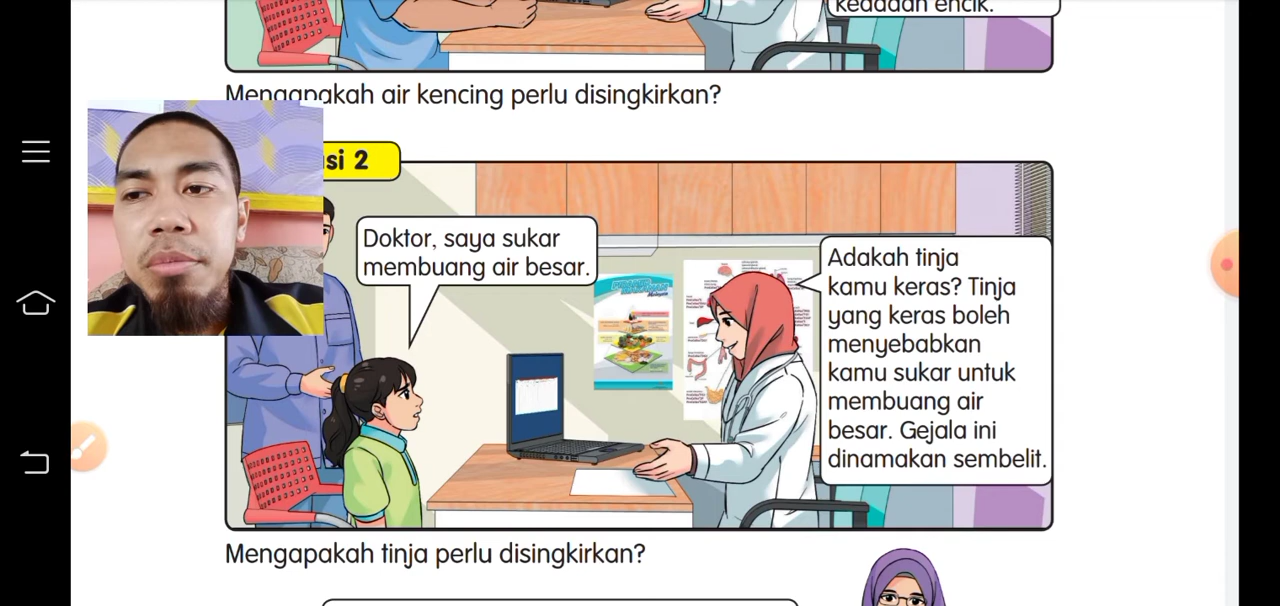 keadaan encik.
Mengapakah air kencing perlu disingkirkan?
si 2
Doktor, saya sukar
membuang air besar.
Adakah tinja
kamu keras? Tinja
yang keras boleh
menyebabkan
kamu sukar untuk
membuang air
besar. Gejala ini
dinamakan sembelit.
Malaysia
Mengapakah tinja perlu disingkirkan?